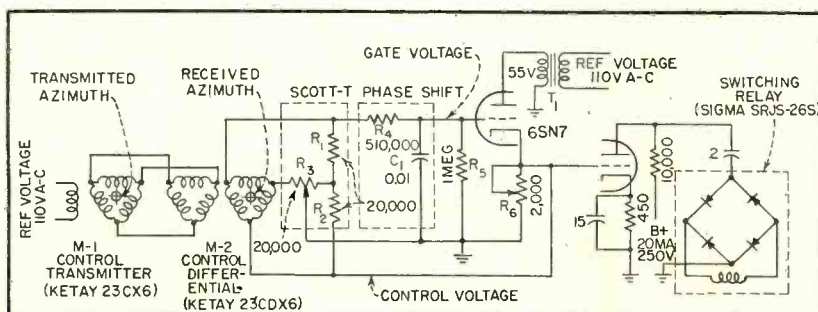 GATE VOLTAGE
TRANSMITTED AZIMUTH
RECEIVED AZIMUTH
SCOTT-T
PHASE SHIFT
55V
REF VOLTAGE 110V A-C
T1
SWITCHING RELAY (SIGMA SRJS-26S)
REF VOLTAGE 110V A-C
R1
R4
510,000
C1
0.01
6SN7
R3
1MEG
R5
R2
20,000
20,000
R6
2,000
10,000
2
15
450
B+
20MA
250V
M-1
CONTROL
TRANSMITTER
(KETAY 23CX6)
M-2
CONTROL
DIFFER-
ENTIAL
(KETAY 23CDX6)
CONTROL VOLTAGE